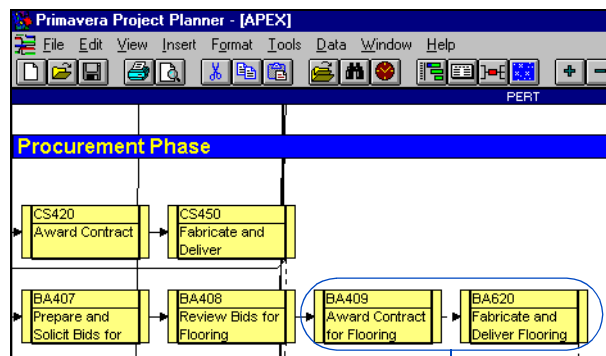 Primavera Project Planner - [APEX]
File Edit View Insert Format Tools Data Window Help
PERT
Procurement Phase
CS420
Award Contract
CS450
Fabricate and
Deliver
BA407
Prepare and
Solicit Bids for
BA408
Review Bids for
Flooring
BA409
Award Contract
for Flooring
BA620
Fabricate and
Deliver Flooring